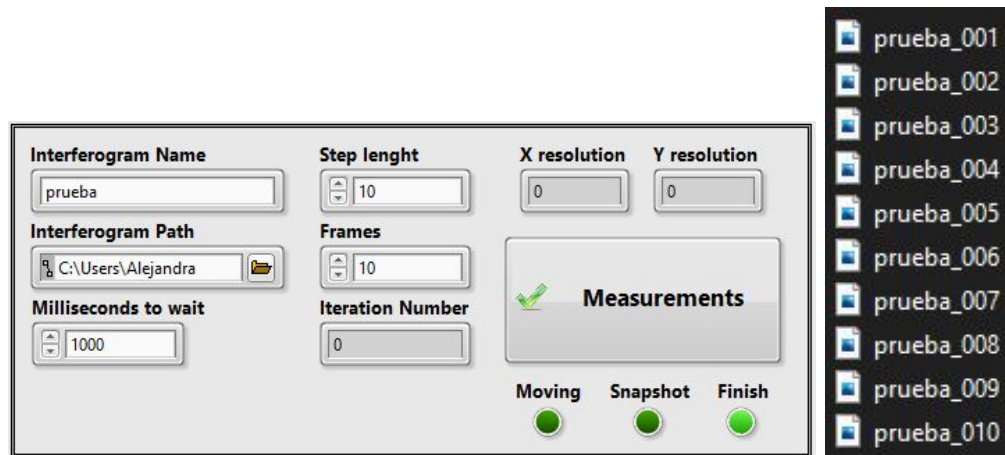 Interferogram Name
prueba
Interferogram Path
C:\Users\Alejandra
Milliseconds to wait
1000
Step lenght
10
Frames
10
Iteration Number
0
X resolution
0
Y resolution
0
Measurements
Moving
Snapshot
Finish
prueba_001
prueba_002
prueba_003
prueba_004
prueba_005
prueba_006
prueba_007
prueba_008
prueba_009
prueba_010